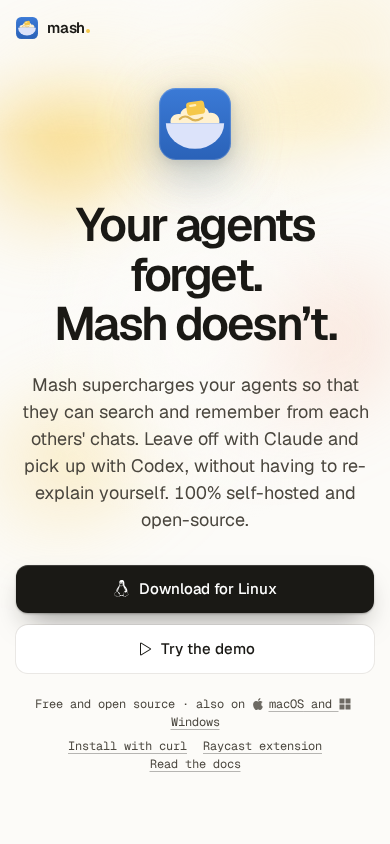 mash.
Your agents
forget.
Mash doesn’t.
Mash supercharges your agents so that
they can search and remember from each
others' chats. Leave off with Claude and
pick up with Codex, without having to re-
explain yourself. 100% self-hosted and
open-source.
Download for Linux
Try the demo
Free and open source · also on macOS and
Windows
Install with curl Raycast extension
Read the docs